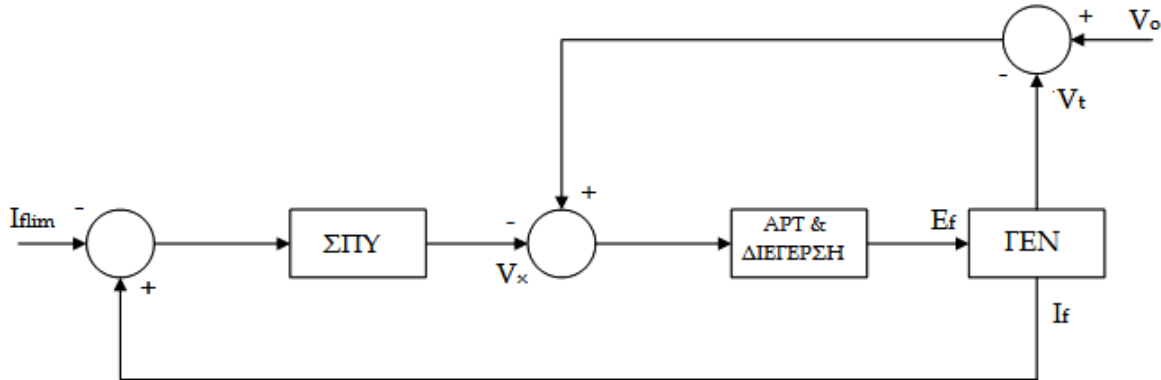 +
Vo
-
Vt
Iflim
-
+
ΣΠΥ
-
Vx
+
ΑΡΤ &
ΔΙΕΓΕΡΣΗ
Ef
ΓΕΝ
If